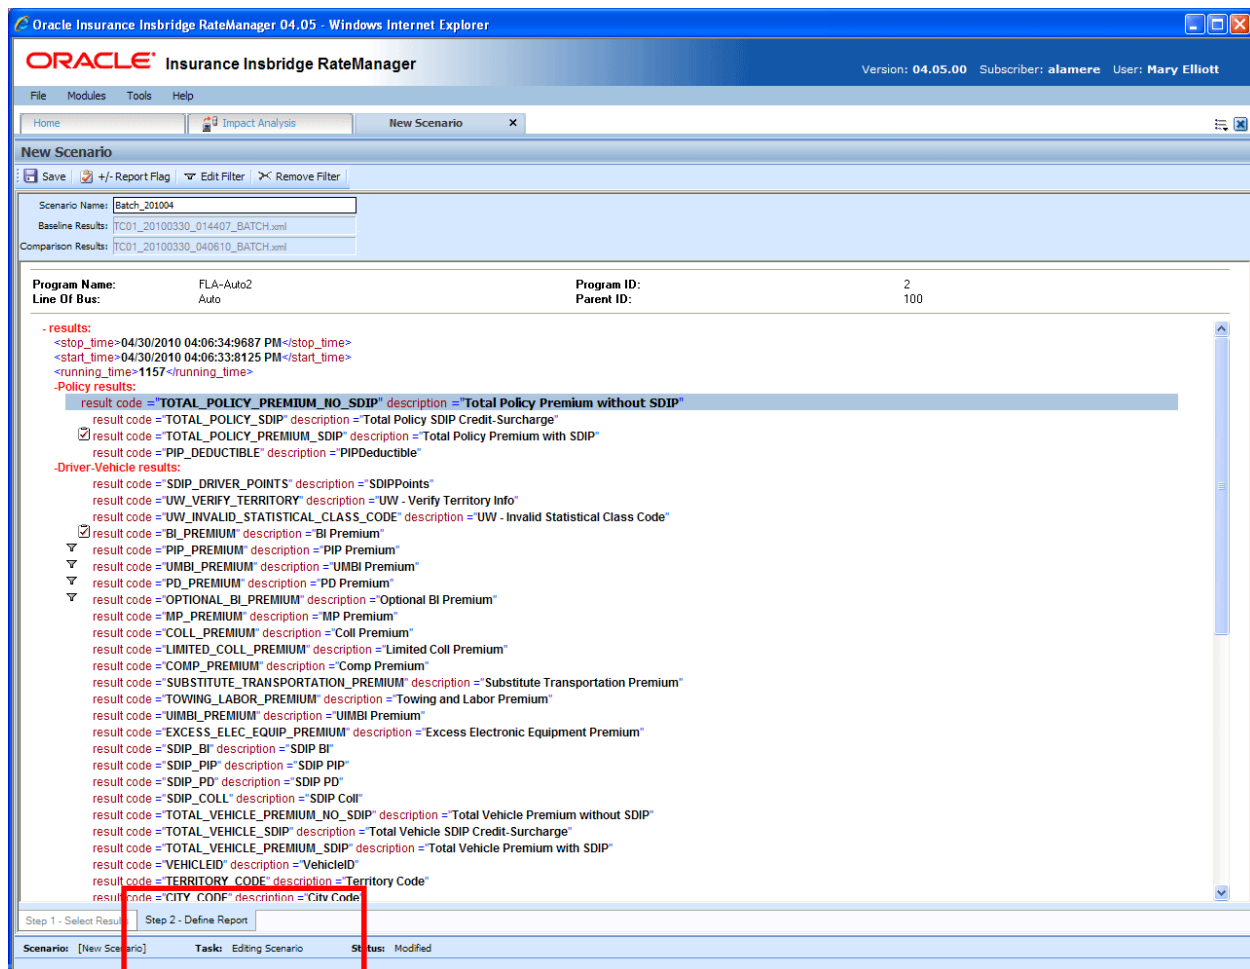 Oracle Insurance Insbridge RateManager 04.05 - Windows Internet Explorer
ORACLE Insurance Insbridge RateManager
Version: 04.05.00 Subscriber: alamere User: Mary Elliott
File Modules Tools Help
Home Impact Analysis New Scenario
New Scenario
Save +/- Report Flag Edit Filter Remove Filter
Scenario Name: Batch_201004
Baseline Results: TC01_20100330_014407_BATCH.xml
Comparison Results: TC01_20100330_040610_BATCH.xml
Program Name: FLA-Auto2 Program ID: 2
Line Of Bus: Auto Parent ID: 100
- results:
<stop_time>04/30/2010 04:06:34:9687 PM</stop_time>
<start_time>04/30/2010 04:06:33:8125 PM</start_time>
<running_time>1157</running_time>
-Policy results:
result code ="TOTAL_POLICY_PREMIUM_NO_SDIP" description ="Total Policy Premium without SDIP"
result code ="TOTAL_POLICY_SDIP" description ="Total Policy SDIP Credit-Surcharge"
result code ="TOTAL_POLICY_PREMIUM_SDIP" description ="Total Policy Premium with SDIP"
result code ="PIP_DEDUCTIBLE" description ="PIPDeductible"
-Driver-Vehicle results:
result code ="SDIP_DRIVER_POINTS" description ="SDIPPoints"
result code ="UW_VERIFY_TERRITORY" description ="UW - Verify Territory Info"
result code ="UW_INVALID_STATISTICAL_CLASS_CODE" description ="UW - Invalid Statistical Class Code"
result code ="BI_PREMIUM" description ="BI Premium"
result code ="PIP_PREMIUM" description ="PIP Premium"
result code ="UMBI_PREMIUM" description ="UMBI Premium"
result code ="PD_PREMIUM" description ="PD Premium"
result code ="OPTIONAL_BI_PREMIUM" description ="Optional BI Premium"
result code ="MP_PREMIUM" description ="MP Premium"
result code ="COLL_PREMIUM" description ="Coll Premium"
result code ="LIMITED_COLL_PREMIUM" description ="Limited Coll Premium"
result code ="COMP_PREMIUM" description ="Comp Premium"
result code ="SUBSTITUTE_TRANSPORTATION_PREMIUM" description ="Substitute Transportation Premium"
result code ="TOWING_LABOR_PREMIUM" description ="Towing and Labor Premium"
result code ="UIMBI_PREMIUM" description ="UIMBI Premium"
result code ="EXCESS_ELEC_EQUIP_PREMIUM" description ="Excess Electronic Equipment Premium"
result code ="SDIP_BI" description ="SDIP BI"
result code ="SDIP_PIP" description ="SDIP PIP"
result code ="SDIP_PD" description ="SDIP PD"
result code ="SDIP_COLL" description ="SDIP Coll"
result code ="TOTAL_VEHICLE_PREMIUM_NO_SDIP" description ="Total Vehicle Premium without SDIP"
result code ="TOTAL_VEHICLE_SDIP" description ="Total Vehicle SDIP Credit-Surcharge"
result code ="TOTAL_VEHICLE_PREMIUM_SDIP" description ="Total Vehicle Premium with SDIP"
result code ="VEHICLEID" description ="VehicleID"
result code ="TERRITORY_CODE" description ="Territory Code"
result code ="CITY_CODE" description ="City Code"
Step 1 - Select Results Step 2 - Define Report
Scenario: [New Scenario] Task: Editing Scenario Status: Modified